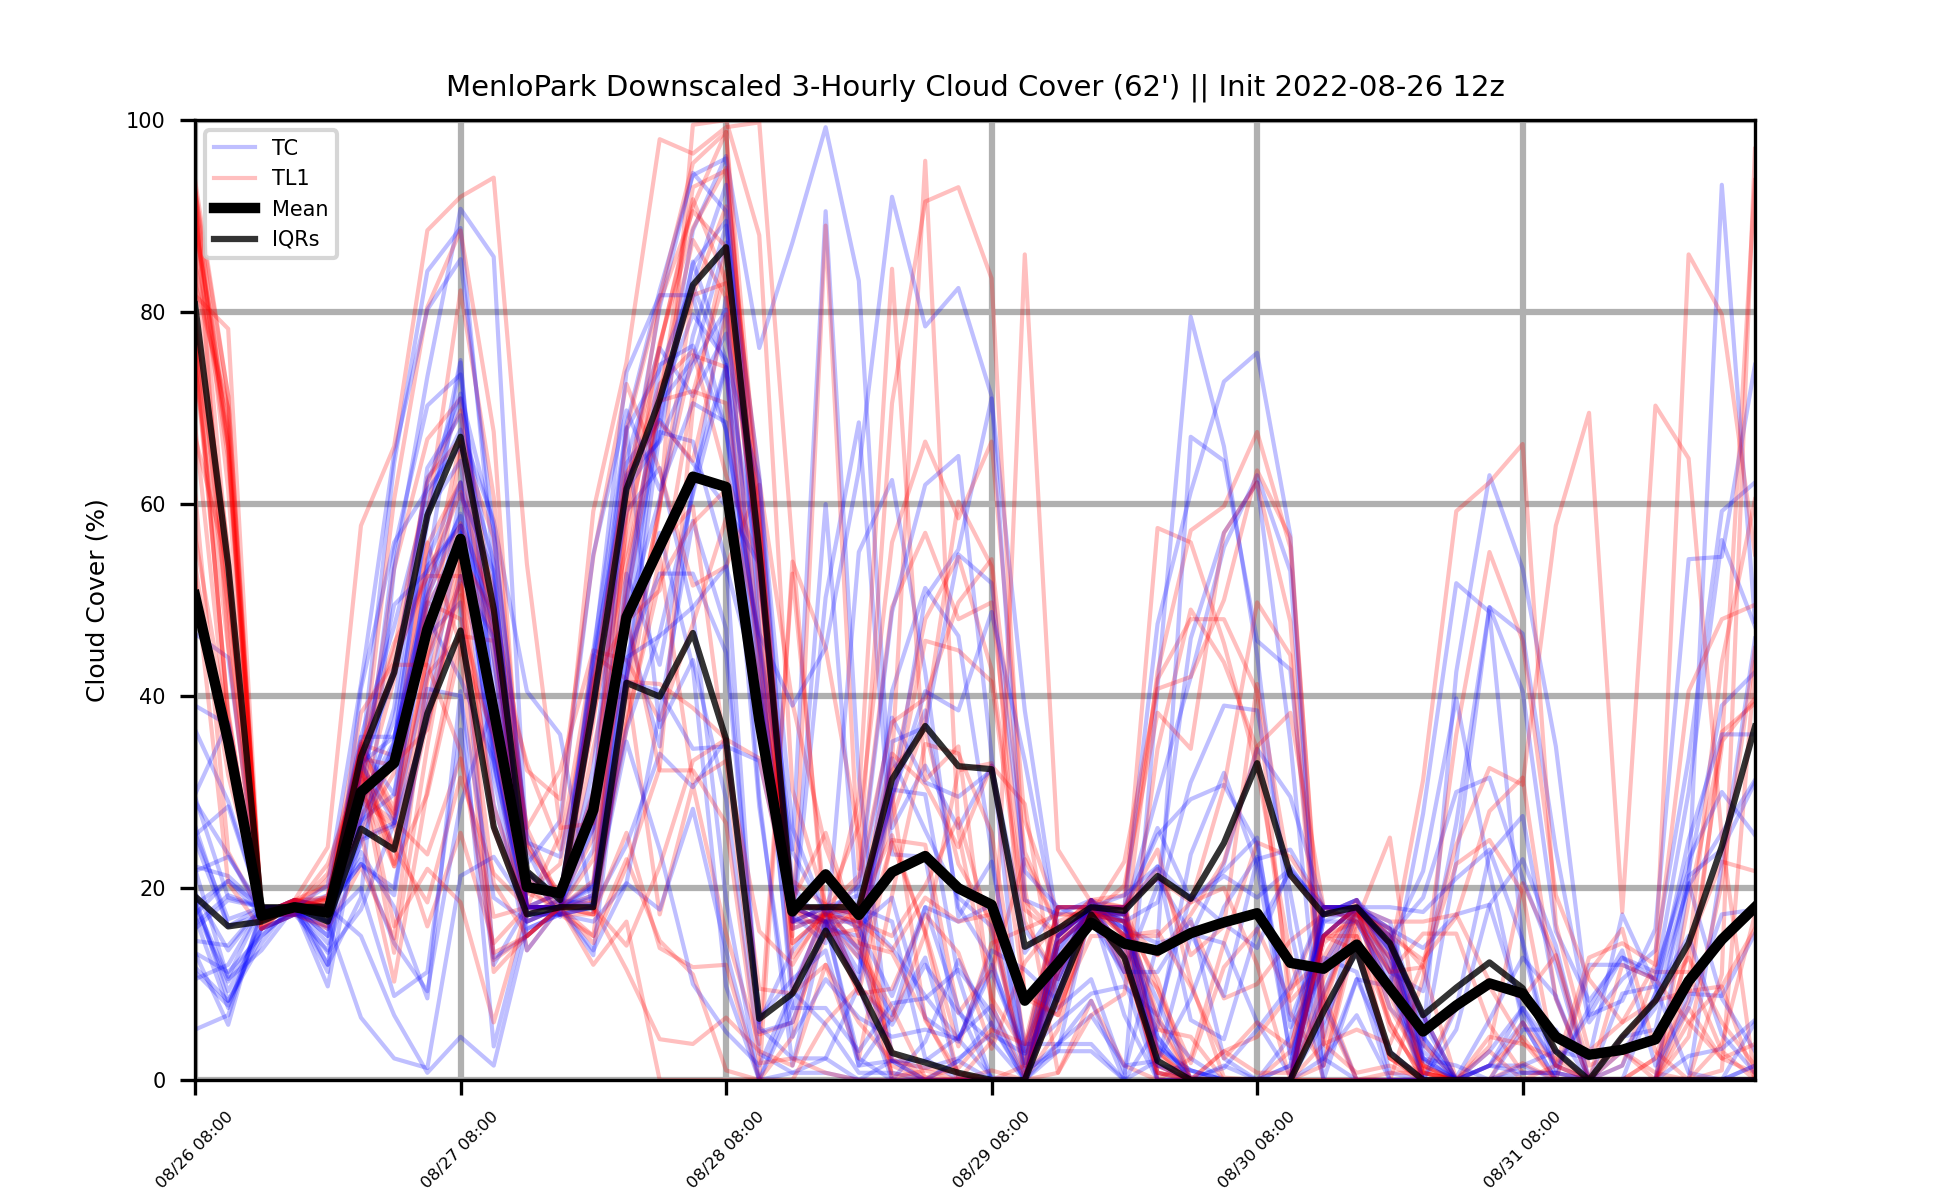 MenloPark Downscaled 3-Hourly Cloud Cover (62') || Init 2022-08-26 12z
100
80
60
40
20
0
Cloud Cover (%)
TC
TL1
Mean
IQRs
08/26 08:00
08/27 08:00
08/28 08:00
08/29 08:00
08/30 08:00
08/31 08:00